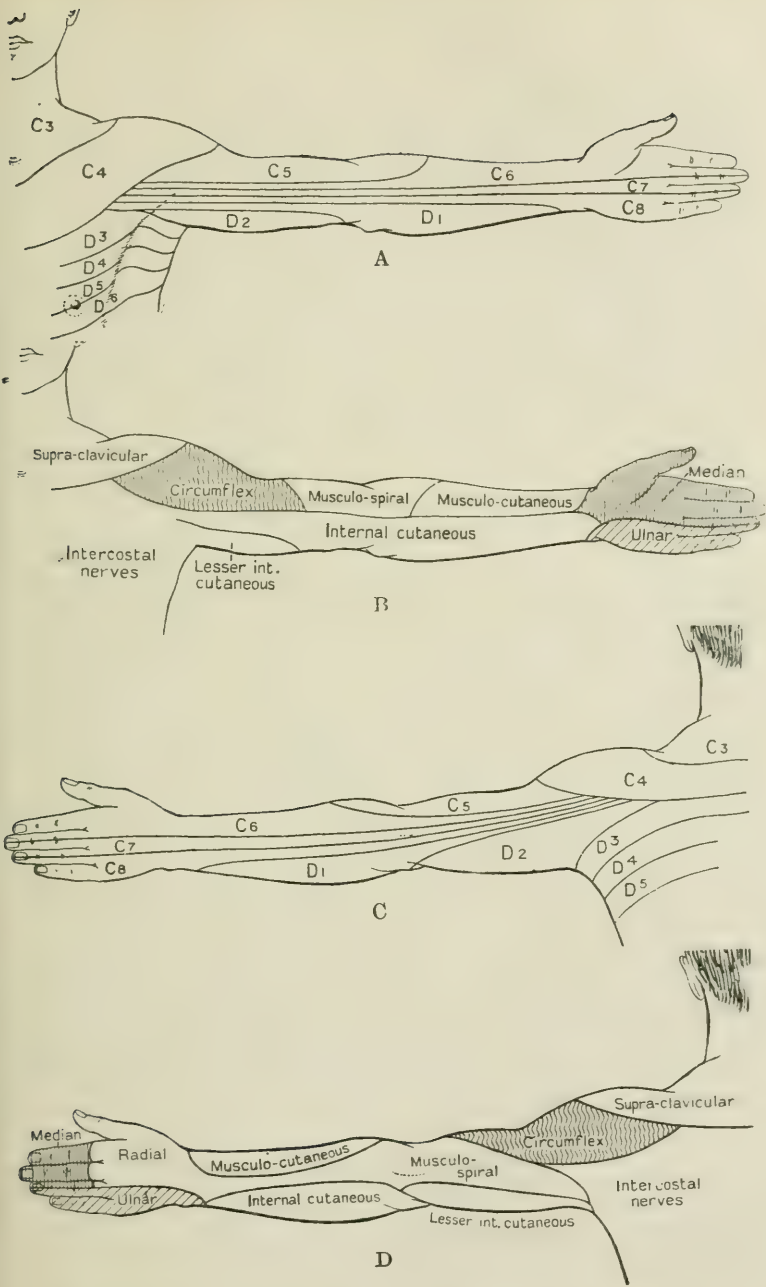 C3
C4
C5
C6
C7
C8
D2
D1
D3
D4
D5
D6
A
Supra-clavicular
Circumflex
Musculo-spiral
Musculo-cutaneous
Median
Internal cutaneous
Ulnar
Intercostal
nerves
Lesser int.
cutaneous
B
C3
C4
C5
C6
C7
C8
D1
D2
D3
D4
D5
C
Supra-clavicular
Circumflex
Median
Radial
Musculo-cutaneous
Musculo-
spiral
Ulnar
Internal cutaneous
Intercostal
nerves
Lesser int. cutaneous
D